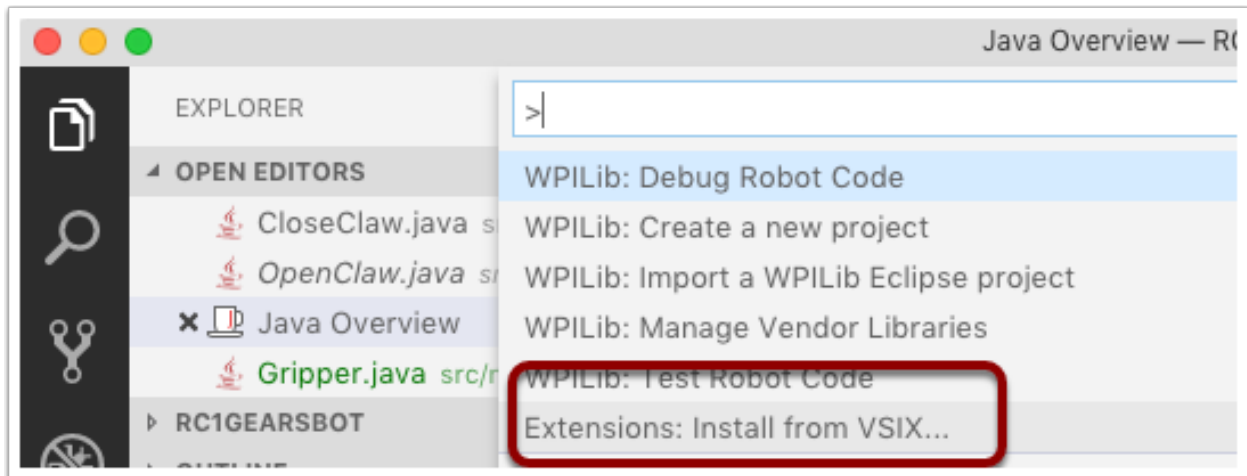 Java Overview — R
EXPLORER
>
OPEN EDITORS
CloseClaw.java
OpenClaw.java
Java Overview
Gripper.java src/
RC1GEARSBOT
WPILib: Debug Robot Code
WPILib: Create a new project
WPILib: Import a WPILib Eclipse project
WPILib: Manage Vendor Libraries
WPILib: Test Robot Code
Extensions: Install from VSIX...